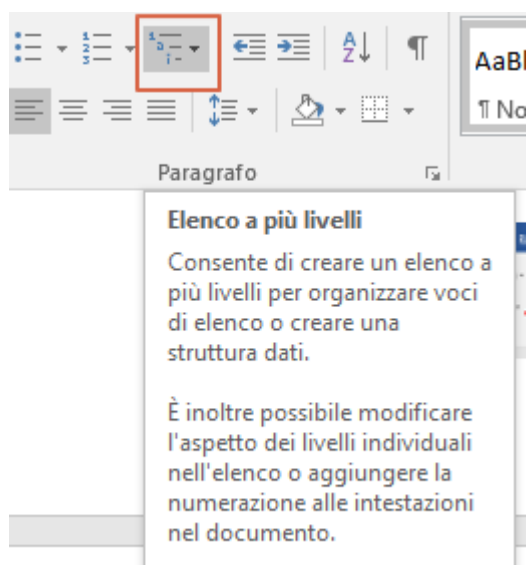 AaBl
¶ No
Paragrafo
Elenco a più livelli
Consente di creare un elenco a
più livelli per organizzare voci
di elenco o creare una
struttura dati.
È inoltre possibile modificare
l'aspetto dei livelli individuali
nell'elenco o aggiungere la
numerazione alle intestazioni
nel documento.